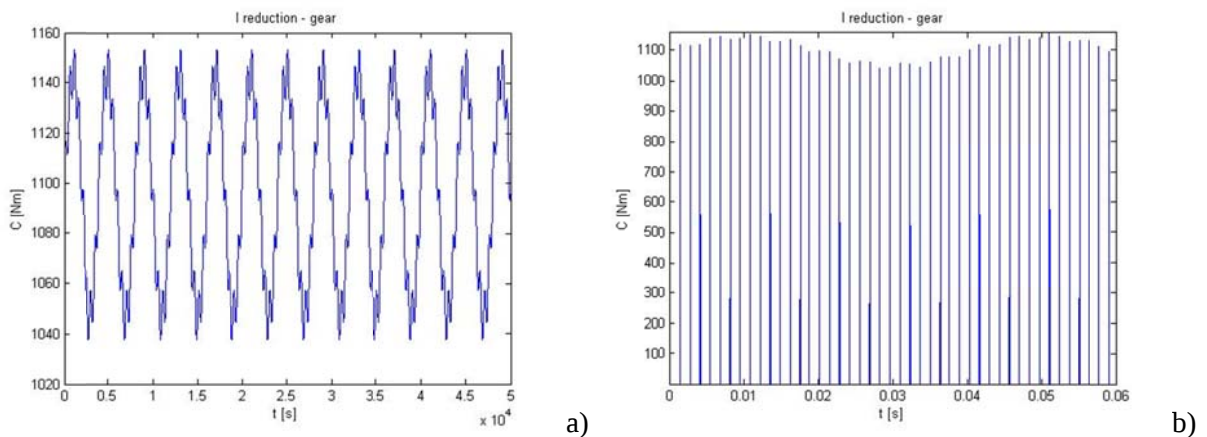 I reduction - gear
1160
1140
1120
1100
1080
1060
1040
1020
C [Nm]
0 0.5 1 1.5 2 2.5 3 3.5 4 4.5 5
t [s]
x 10^4
a)
I reduction - gear
1100
1000
900
800
700
600
500
400
300
200
100
C [Nm]
0 0.01 0.02 0.03 0.04 0.05 0.06
t [s]
b)